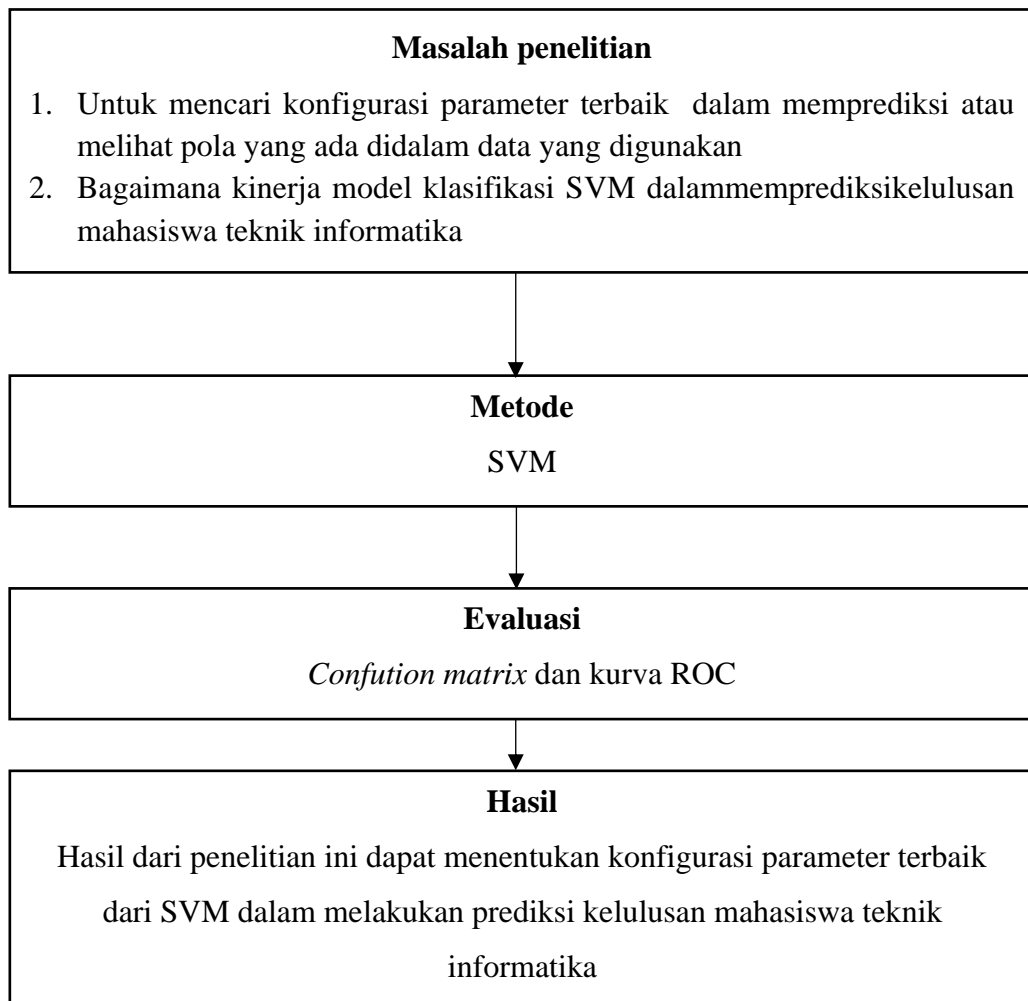 Masalah penelitian
1. Untuk mencari konfigurasi parameter terbaik dalam memprediksi atau
melihat pola yang ada didalam data yang digunakan
2. Bagaimana kinerja model klasifikasi SVM dalammemprediksikelulusan
mahasiswa teknik informatika
Metode
SVM
Evaluasi
Confution matrix dan kurva ROC
Hasil
Hasil dari penelitian ini dapat menentukan konfigurasi parameter terbaik
dari SVM dalam melakukan prediksi kelulusan mahasiswa teknik
informatika